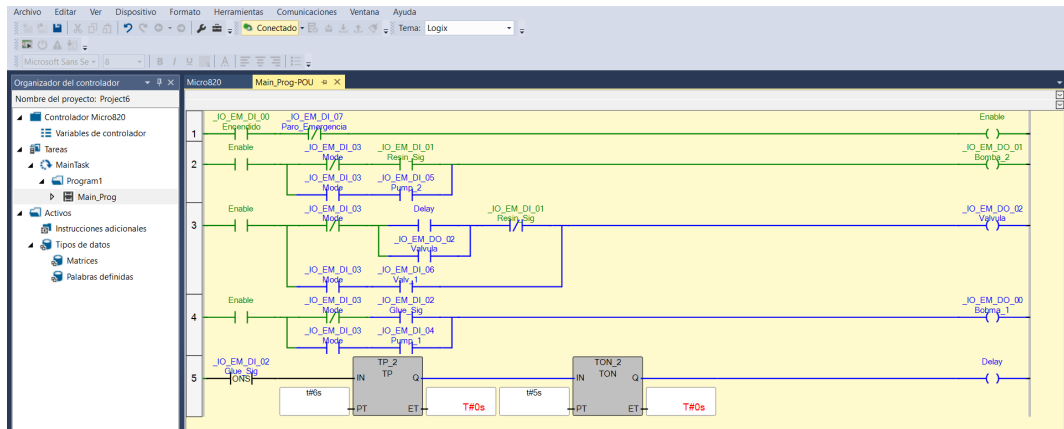 Archivo Editar Ver Dispositivo Formato Herramientas Comunicaciones Ventana Ayuda
Conectado Tema: Logix
Microsoft Sans Se 8 B I U A
Organizador del controlador
Micro820 Main_Prog-POU
Nombre del proyecto: Project6
Controlador Micro820
Variables de controlador
Tareas
MainTask
Program1
Main_Prog
Activos
Instrucciones adicionales
Tipos de datos
Matrices
Palabras definidas
1
_IO_EM_DI_00 _IO_EM_DI_07 Enable
Encendido Paro_Emergencia
2
Enable _IO_EM_DI_03 _IO_EM_DI_01 _IO_EM_DO_01
Mode Resin_Sig Bomba_2
_IO_EM_DI_03 _IO_EM_DI_05
Mode Pump_2
3
Enable _IO_EM_DI_03 Delay _IO_EM_DI_01 _IO_EM_DO_02
Mode Resin_Sig Valvula
_IO_EM_DO_02
Valvula
_IO_EM_DI_03 _IO_EM_DI_06
Mode Valv_1
4
Enable _IO_EM_DI_03 _IO_EM_DI_02 _IO_EM_DO_00
Mode Glue_Sig Bobma_1
_IO_EM_DI_03 _IO_EM_DI_04
Mode Pump_1
5
_IO_EM_DI_02 TP_2 TON_2 Delay
Glue_Sig TP TON
ONS IN Q IN Q
t#6s t#5s
PT ET T#0s PT ET T#0s